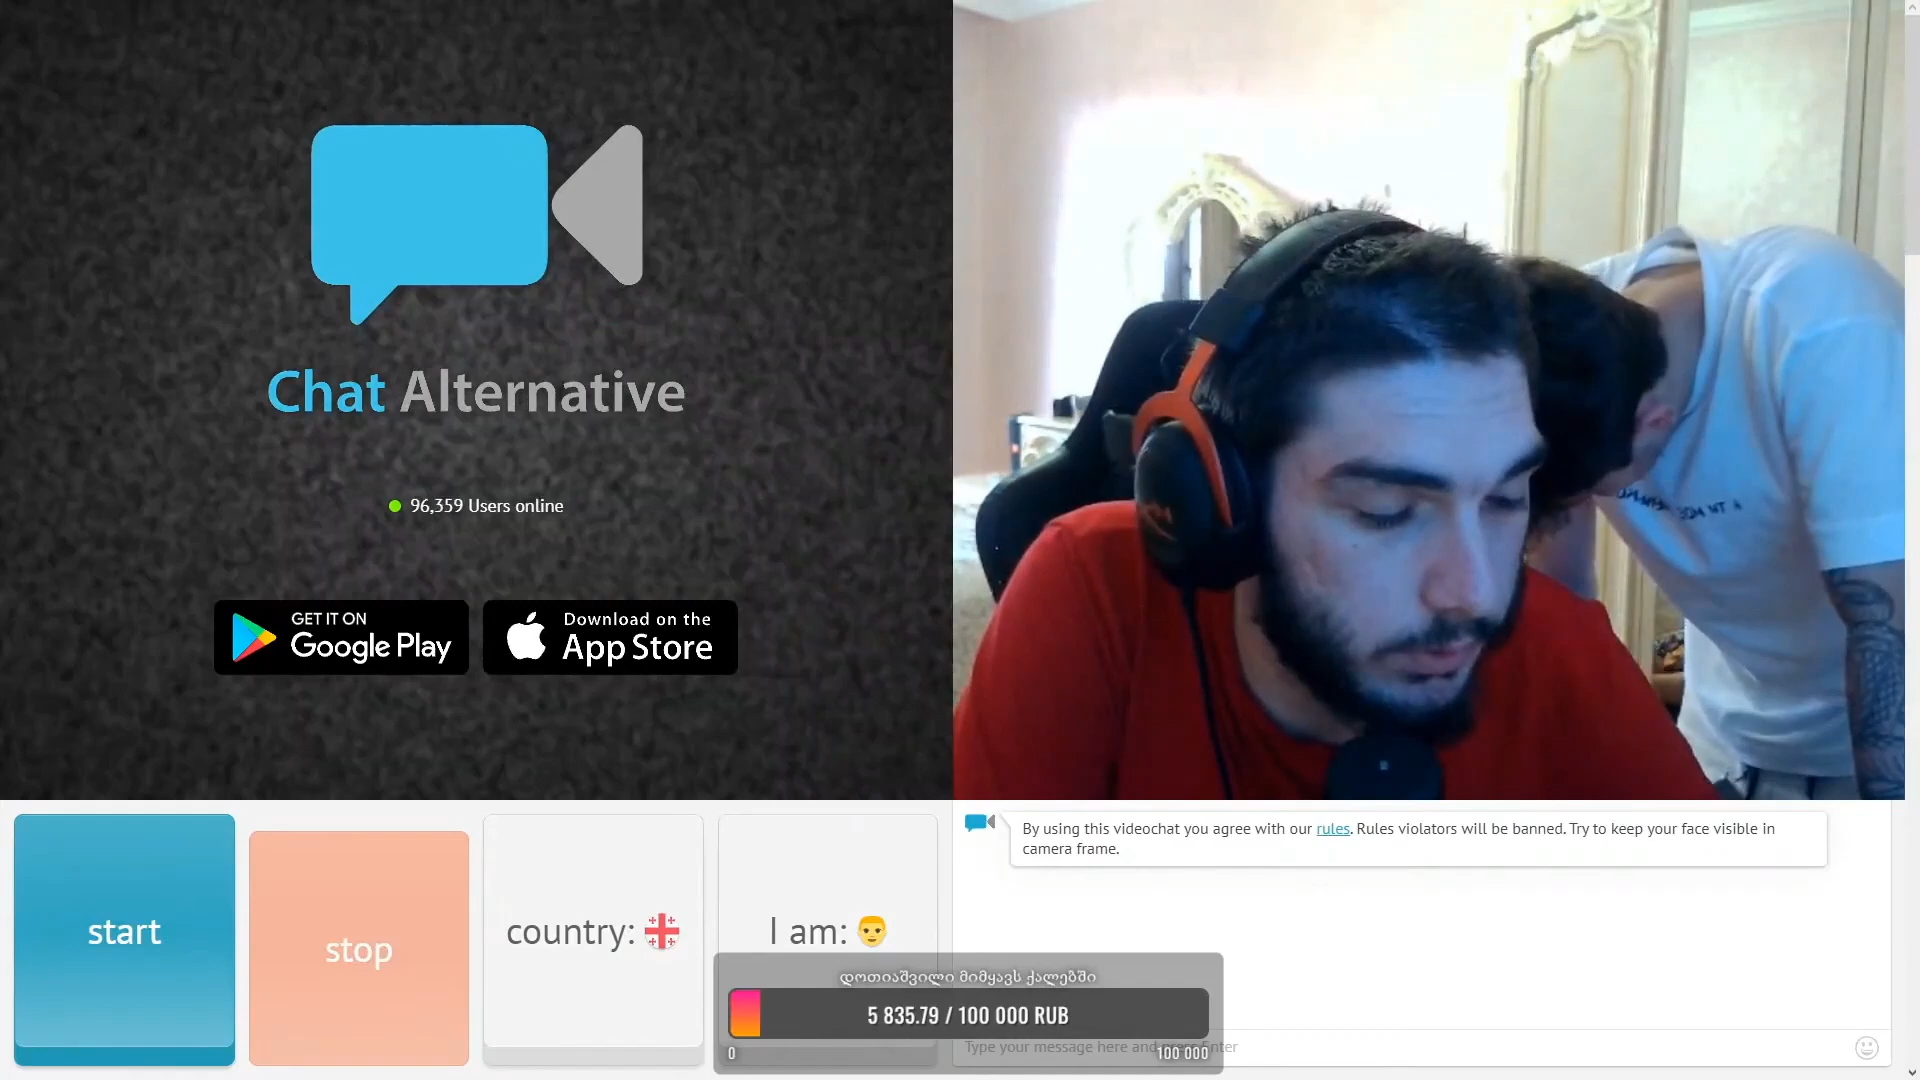 Chat Alternative
96,359 Users online
GET IT ON
Google Play
Download on the
App Store
start
stop
country:
I am:
By using this videochat you agree with our rules. Rules violators will be banned. Try to keep your face visible in
camera frame.
დოთიაშვილი მიმყავს ქალებში
5 835.79 / 100 000 RUB
0
100 000
Type your message here and press Enter